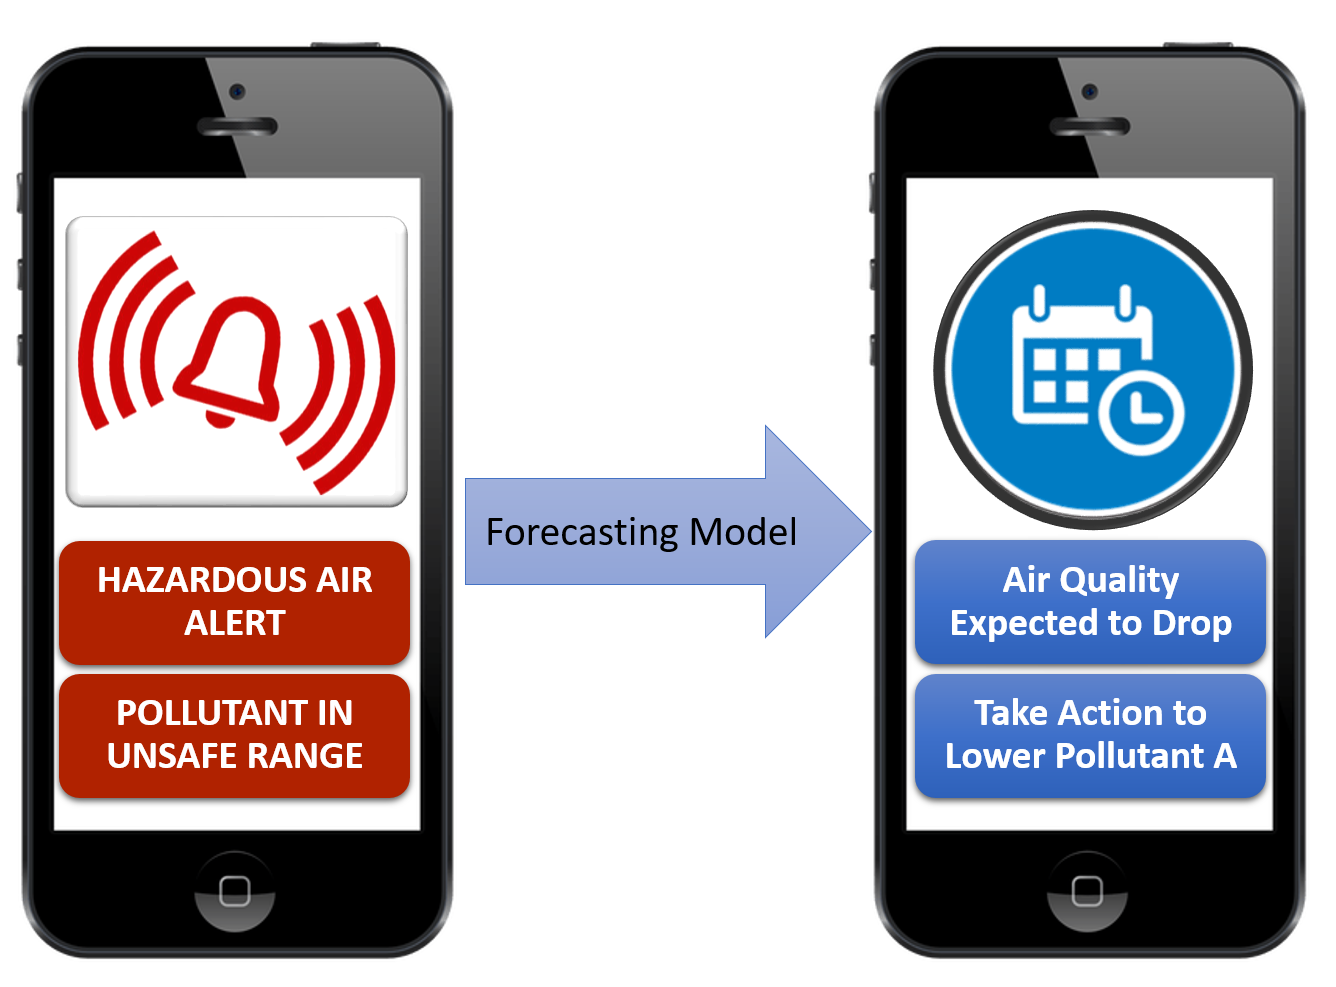 HAZARDOUS AIR
ALERT
POLLUTANT IN
UNSAFE RANGE
Forecasting Model
Air Quality
Expected to Drop
Take Action to
Lower Pollutant A